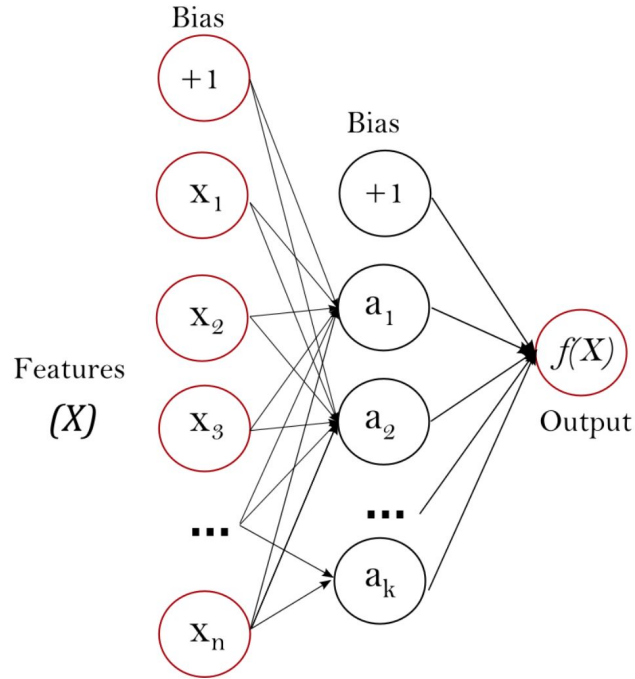 Bias
+1
x₁
x₂
x₃
...
xₙ
Features
(X)
Bias
+1
a₁
a₂
...
aₖ
f(X)
Output